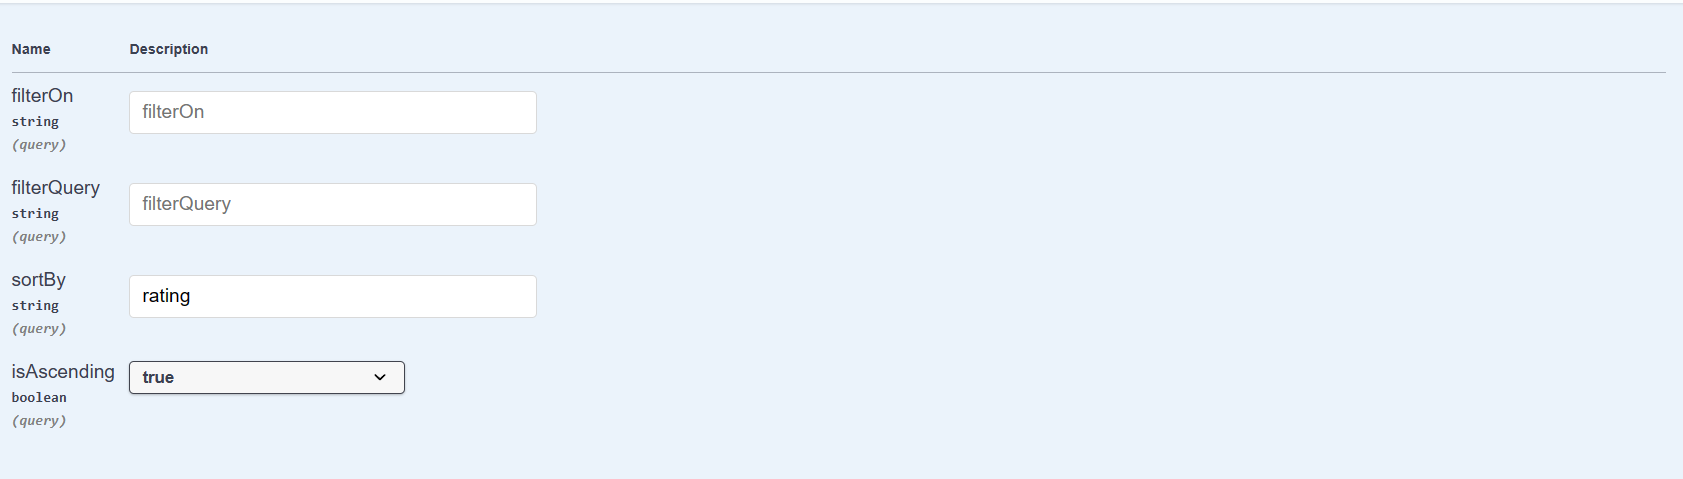 Name Description
filterOn
string
(query)
filterOn
filterQuery
string
(query)
filterQuery
sortBy
string
(query)
rating
isAscending
boolean
(query)
true